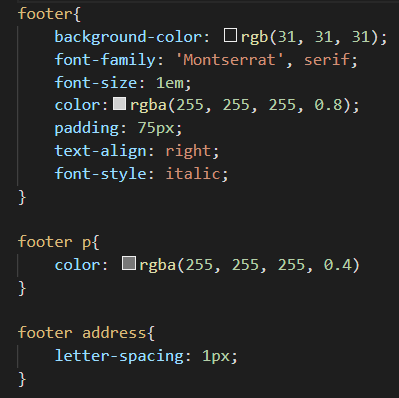 footer{
    background-color: rgb(31, 31, 31);
    font-family: 'Montserrat', serif;
    font-size: 1em;
    color: rgba(255, 255, 255, 0.8);
    padding: 75px;
    text-align: right;
    font-style: italic;
}
footer p{
    color: rgba(255, 255, 255, 0.4)
}
footer address{
    letter-spacing: 1px;
}